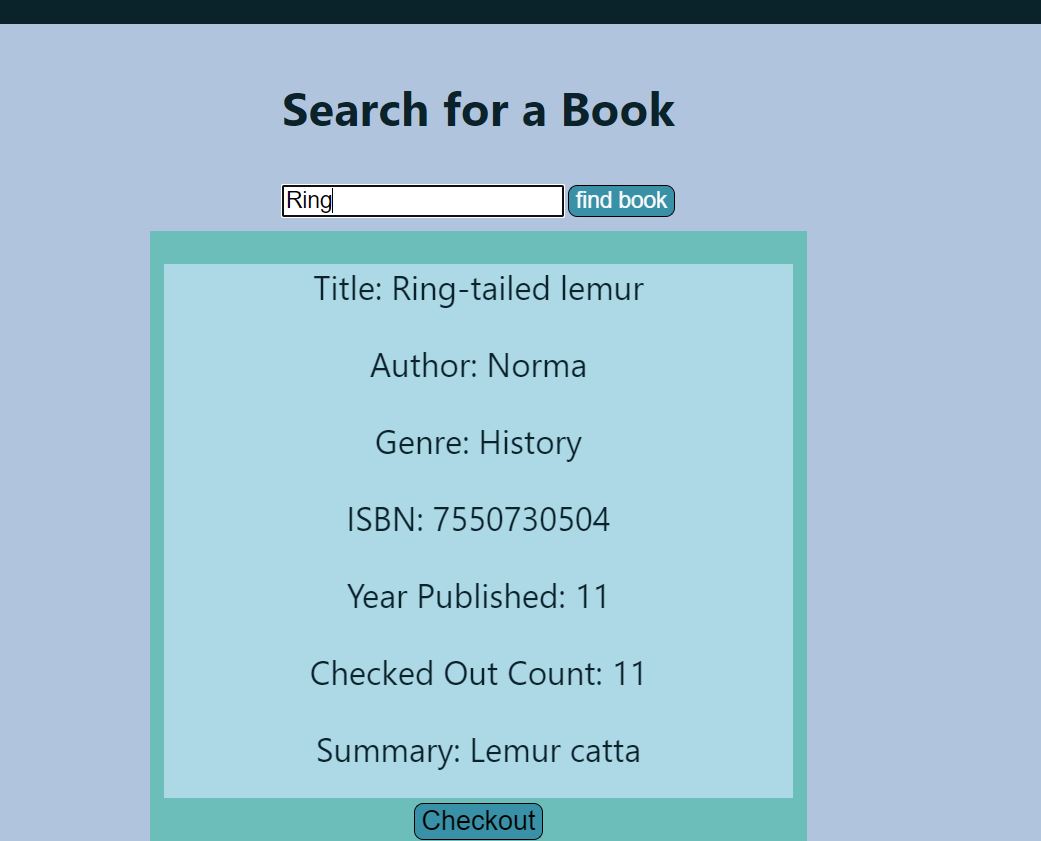 Search for a Book
Ring find book
Title: Ring-tailed lemur
Author: Norma
Genre: History
ISBN: 7550730504
Year Published: 11
Checked Out Count: 11
Summary: Lemur catta
Checkout